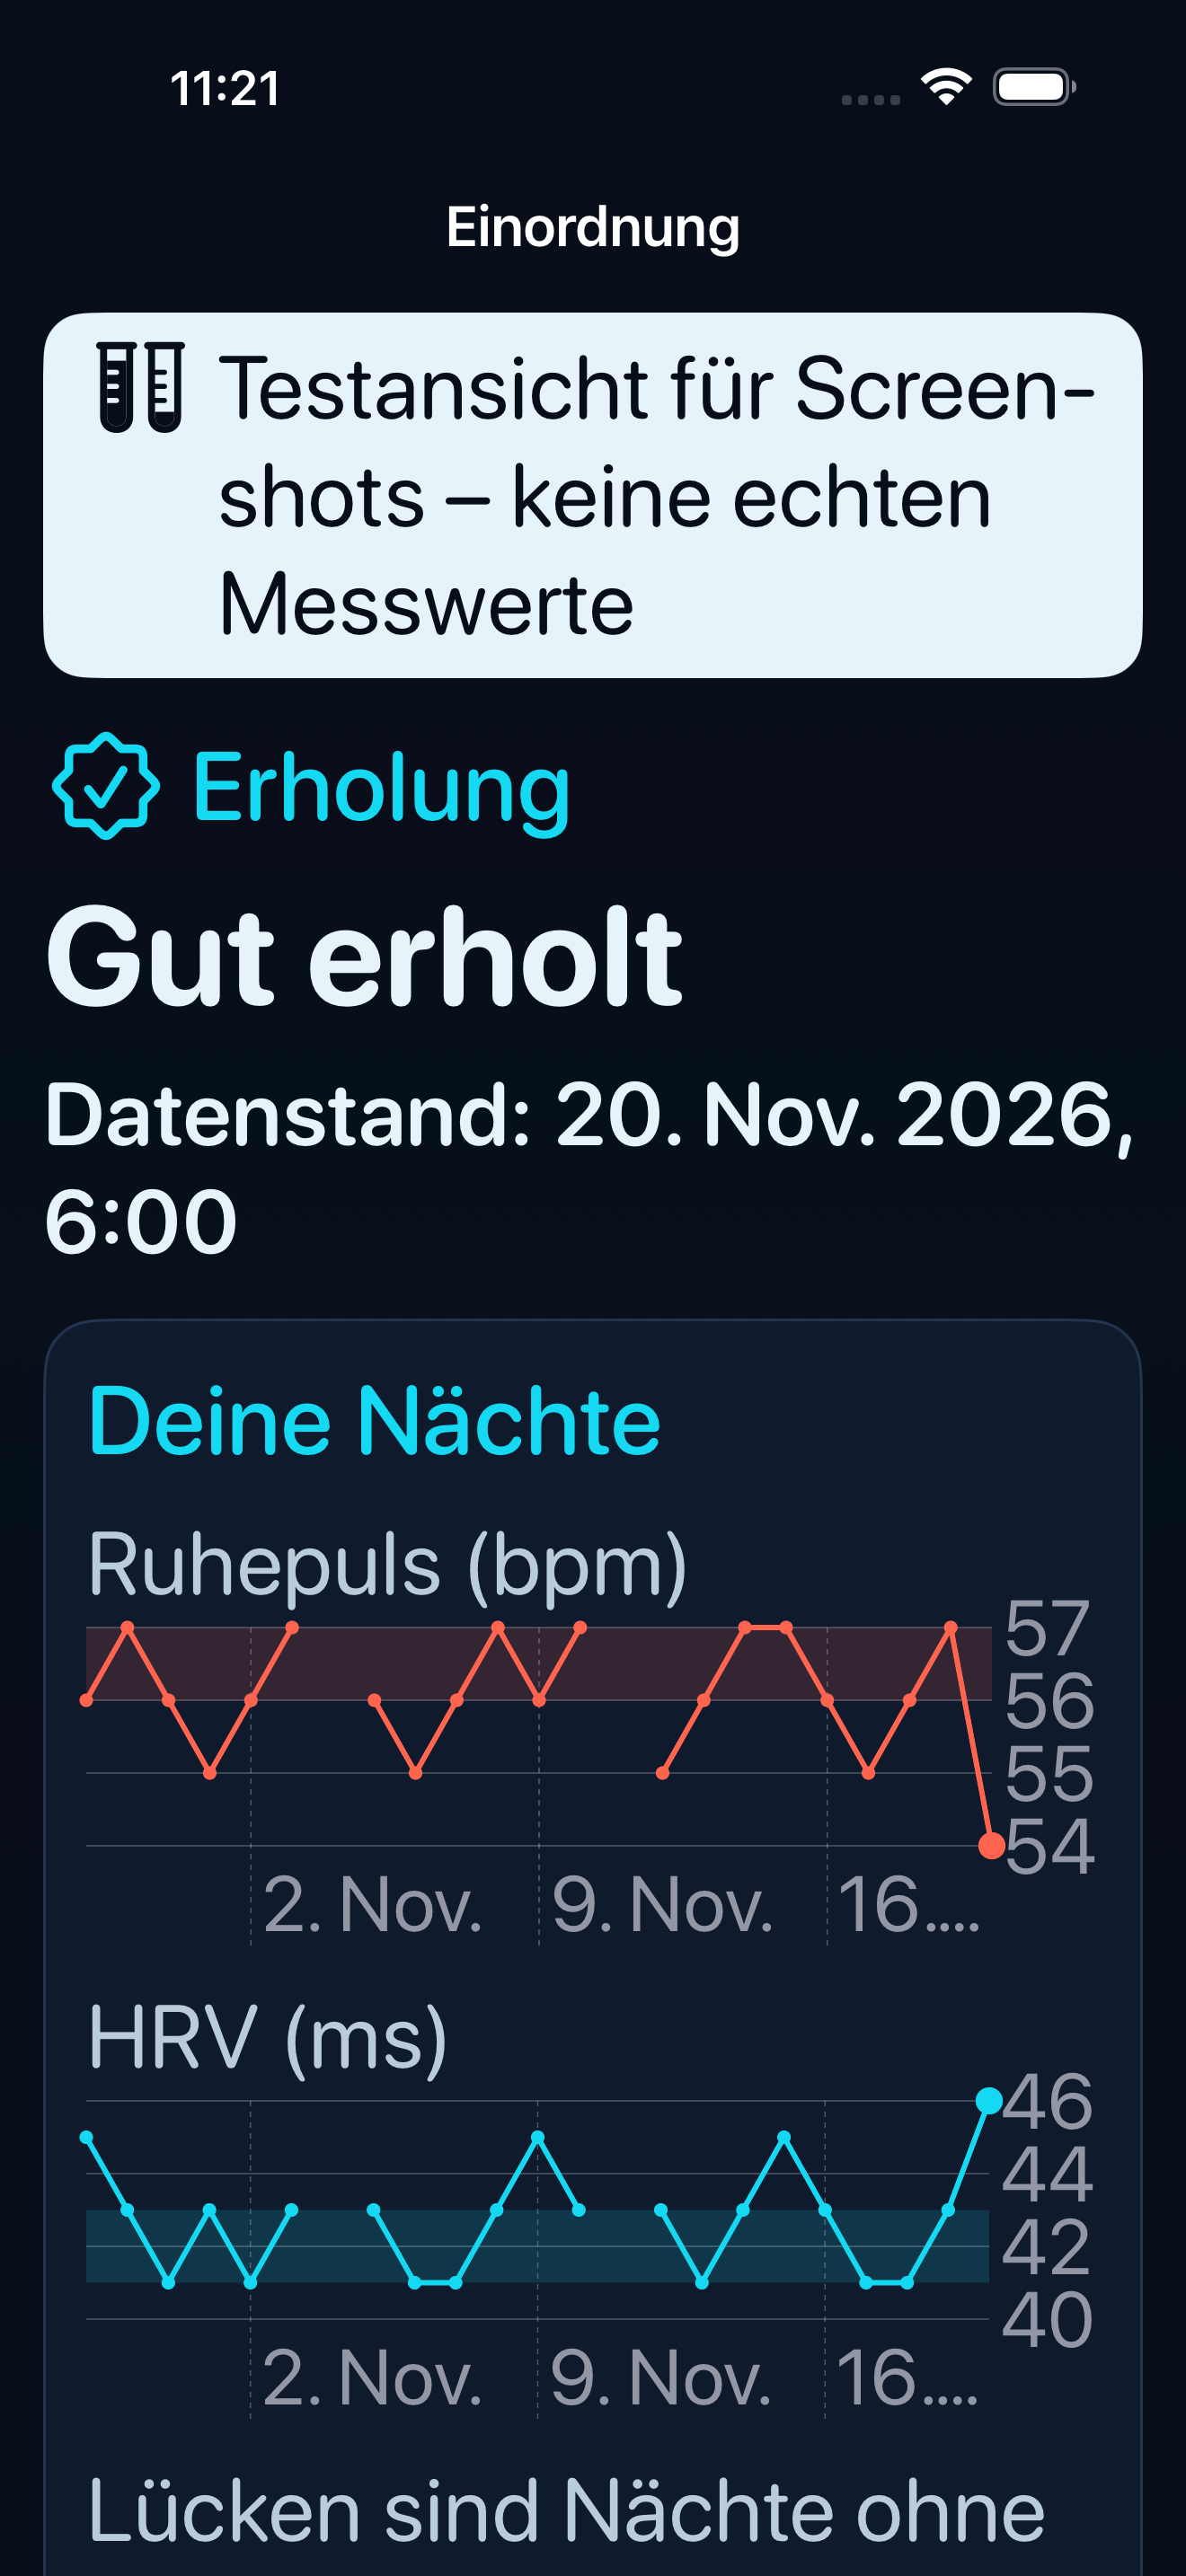 11:21
Einordnung
Testansicht für Screen-
shots – keine echten
Messwerte
Erholung
Gut erholt
Datenstand: 20. Nov. 2026,
6:00
Deine Nächte
Ruhepuls (bpm)
57
56
55
54
2. Nov.
9. Nov.
16....
HRV (ms)
46
44
42
40
2. Nov.
9. Nov.
16....
Lücken sind Nächte ohne